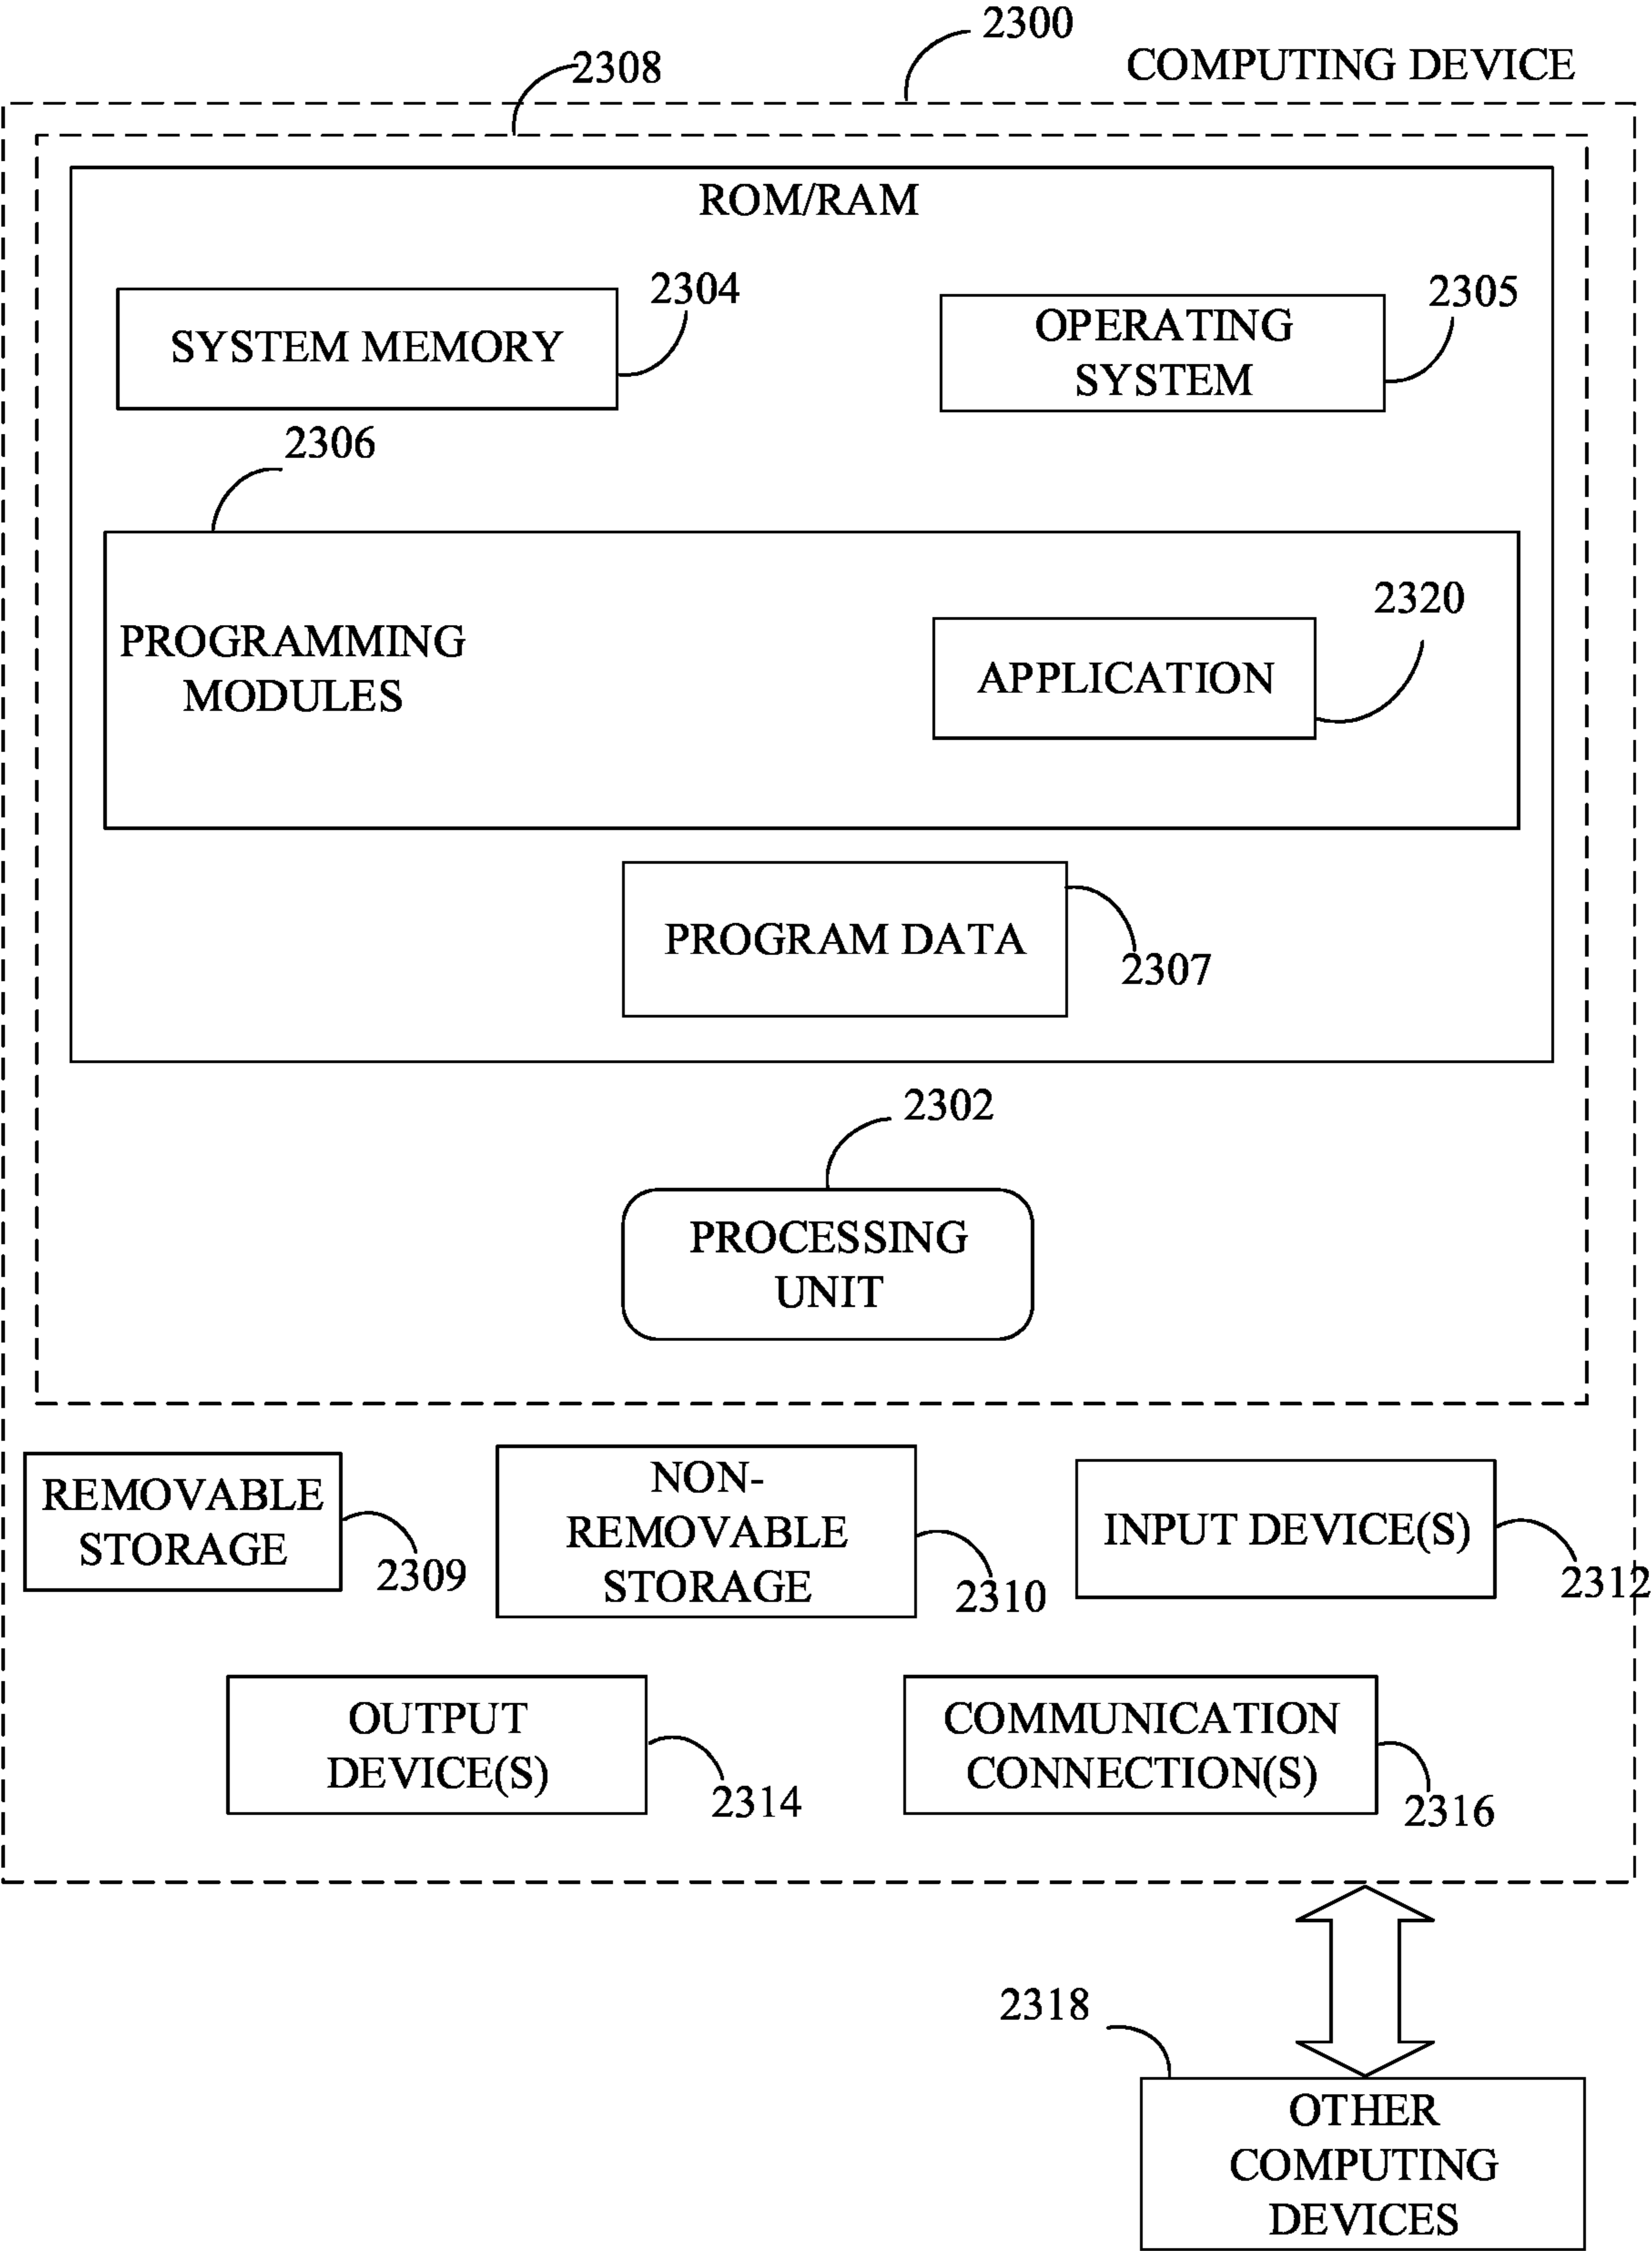 2300
COMPUTING DEVICE
2308
ROM/RAM
2304
SYSTEM MEMORY
2305
OPERATING
SYSTEM
2306
PROGRAMMING
MODULES
2320
APPLICATION
PROGRAM DATA
2307
2302
PROCESSING
UNIT
REMOVABLE
STORAGE
2309
NON-
REMOVABLE
STORAGE
2310
INPUT DEVICE(S)
2312
OUTPUT
DEVICE(S)
2314
COMMUNICATION
CONNECTION(S)
2316
2318
OTHER
COMPUTING
DEVICES